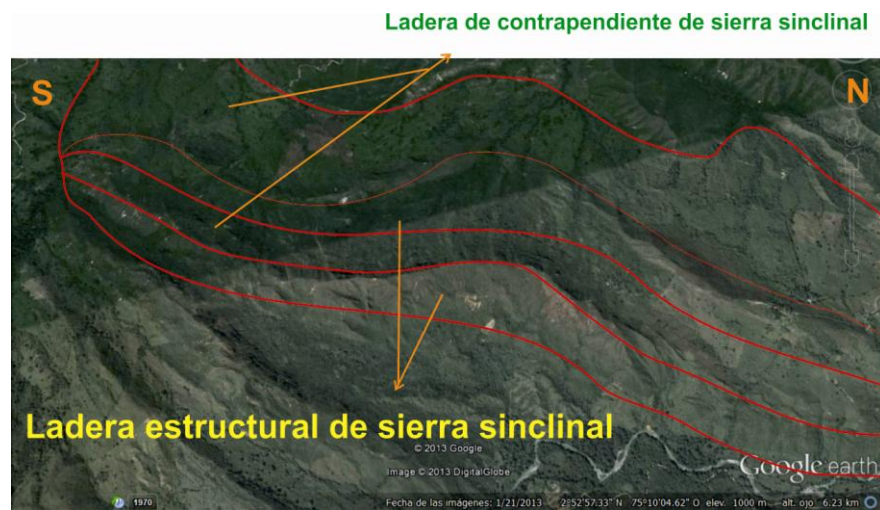 Ladera de contrapendiente de sierra sinclinal
S
N
Ladera estructural de sierra sinclinal
© 2013 Google
Image © 2013 DigitalGlobe
Google earth
1970
Fecha de las imágenes: 1/21/2013 2°52'57.33" N 75°10'04.62" O elev. 1000 m alt. ojo 6.23 km